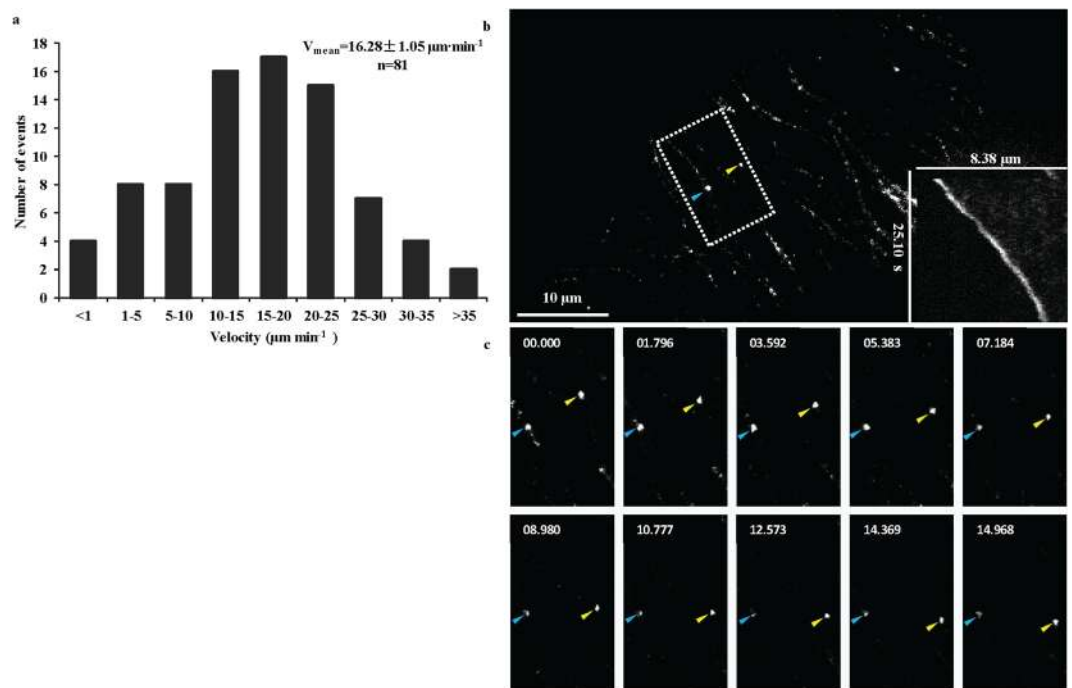 a
V_mean=16.28± 1.05 μm·min⁻¹
n=81
18
16
14
12
10
8
6
4
2
0
Number of events
<1 1-5 5-10 10-15 15-20 20-25 25-30 30-35 >35
Velocity (μm min⁻¹ )
b
8.38 μm
25.10 s
10 μm
c
00.000 01.796 03.592 05.383 07.184
08.980 10.777 12.573 14.369 14.968